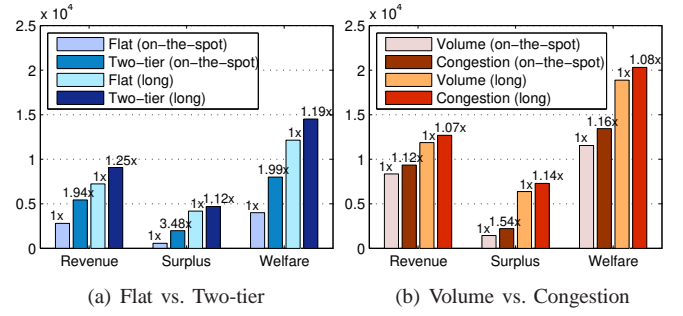 x 10^4
2.5
2
1.5
1
0.5
0
Flat (on-the-spot)
Two-tier (on-the-spot)
Flat (long)
Two-tier (long)
1x
1.94x
1x
1.25x
1x
3.48x
1x
1.12x
1x
1.99x
1x
1.19x
Revenue
Surplus
Welfare
(a) Flat vs. Two-tier
x 10^4
2.5
2
1.5
1
0.5
0
Volume (on-the-spot)
Congestion (on-the-spot)
Volume (long)
Congestion (long)
1x
1.12x
1x
1.07x
1x
1.54x
1x
1.14x
1x
1.16x
1x
1.08x
Revenue
Surplus
Welfare
(b) Volume vs. Congestion